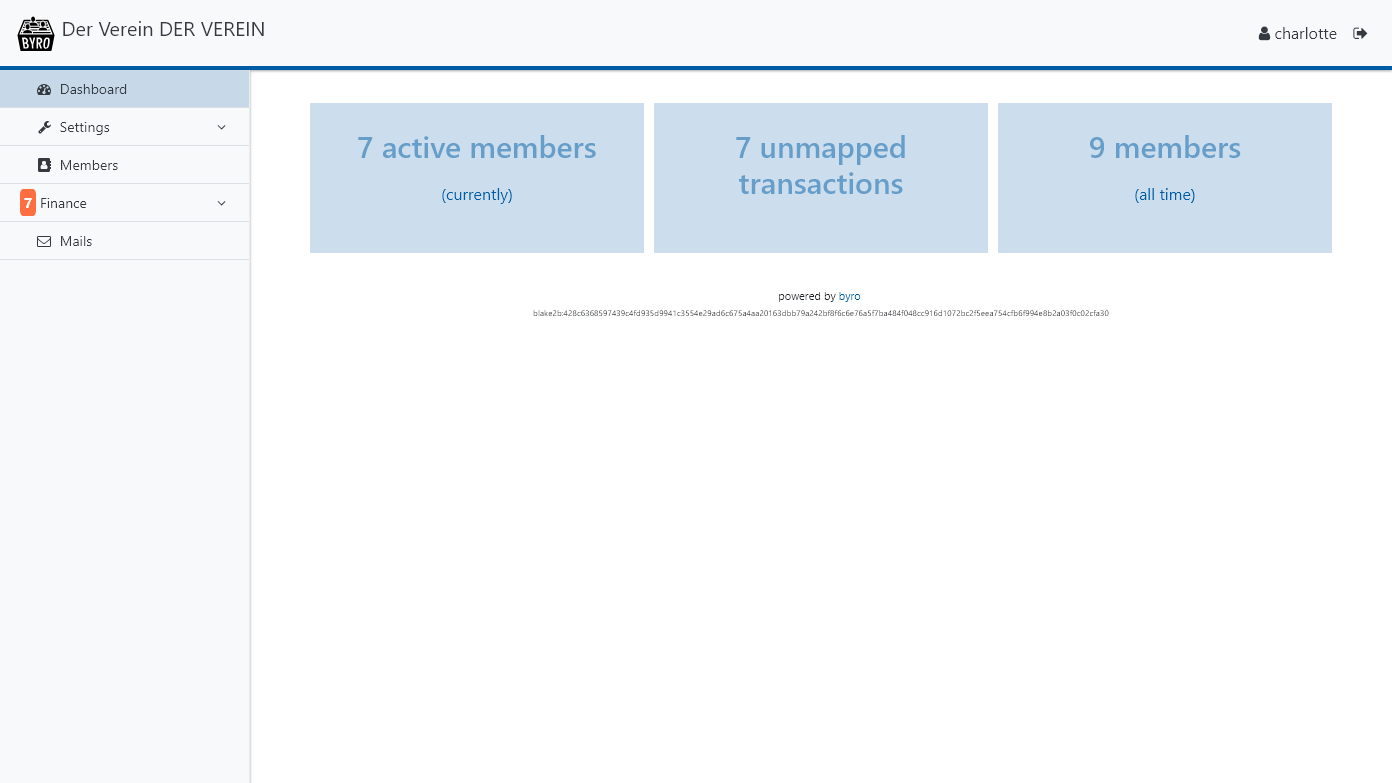 BYRO
Der Verein DER VEREIN
charlotte
Dashboard
Settings
Members
7 Finance
Mails
7 active members
(currently)
7 unmapped
transactions
9 members
(all time)
powered by byro
blake2b:428c6368597439c4fd935d9941c3554e29ad6c675a4aa20163dbb79a242bf8f6c6e76a5f7ba484f048cc916d1072bc2f5eea754cfb6f994e8b2a03f0c02cfa30